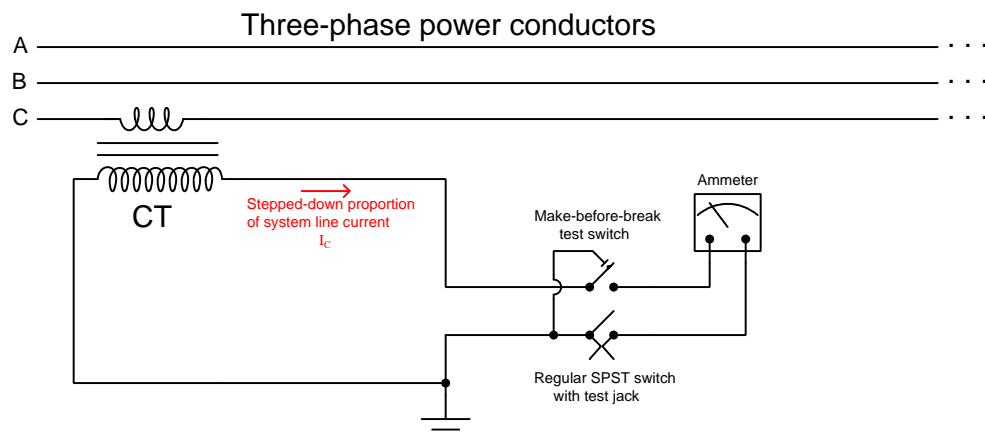 Three-phase power conductors
A
B
C
CT
Stepped-down proportion
of system line current
I_C
Ammeter
Make-before-break
test switch
Regular SPST switch
with test jack